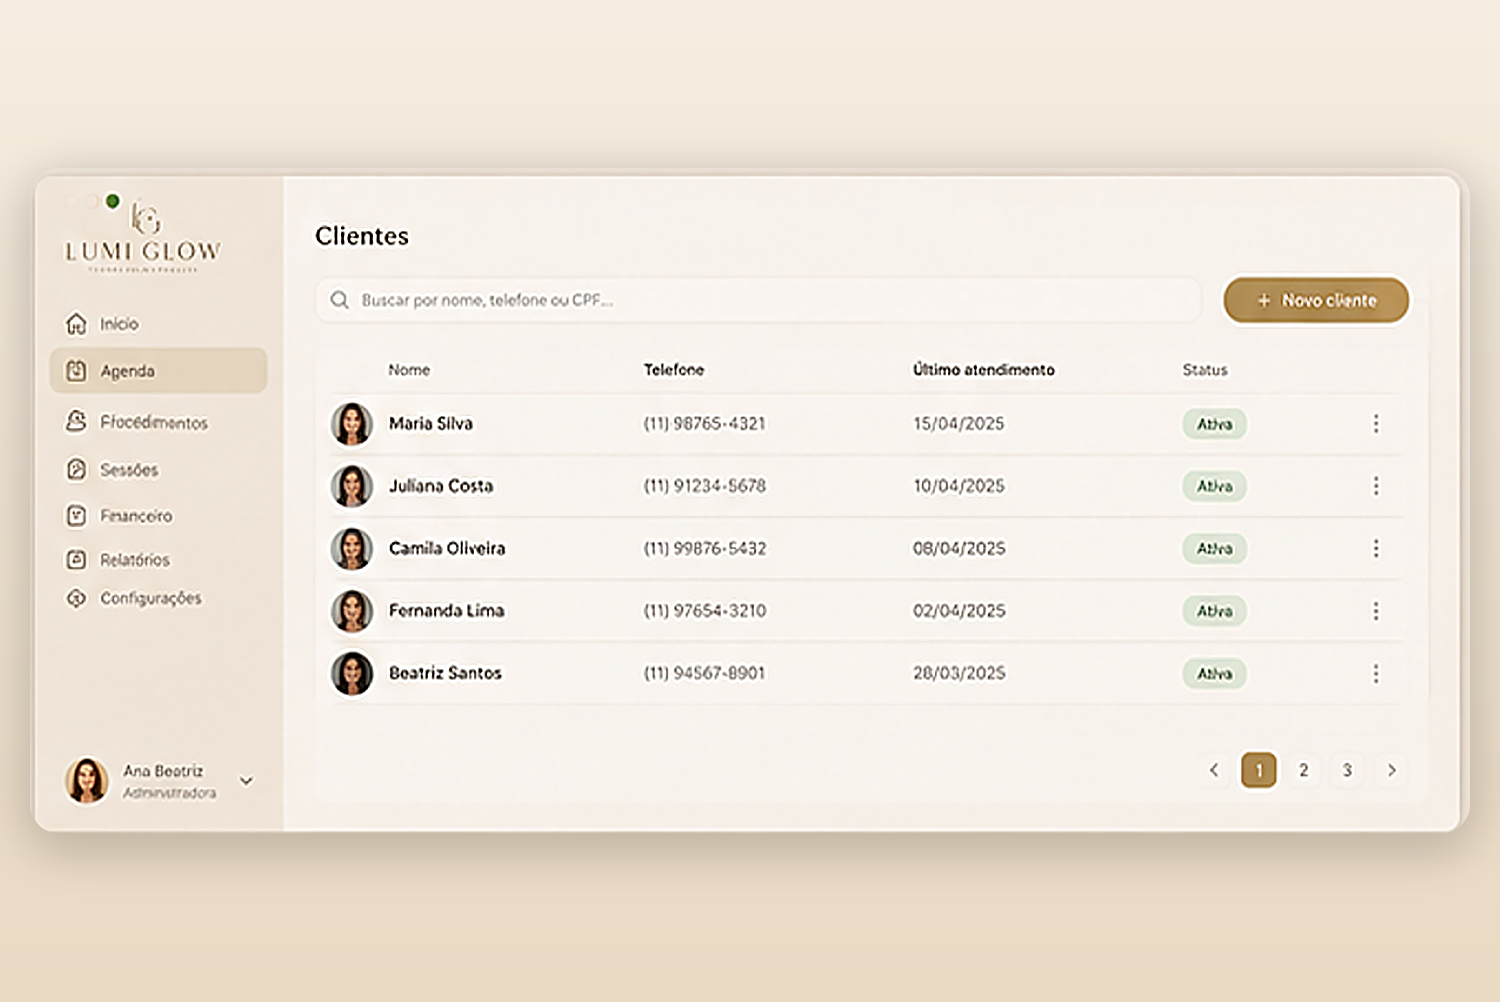 LUMI GLOW
Início
Agenda
Procedimentos
Sessões
Financeiro
Relatórios
Configurações
Ana Beatriz
Administradora
Clientes
Buscar por nome, telefone ou CPF...
+ Novo cliente
Nome Telefone Último atendimento Status
Maria Silva (11) 98765-4321 15/04/2025 Ativa
Juliana Costa (11) 91234-5678 10/04/2025 Ativa
Camila Oliveira (11) 99876-5432 08/04/2025 Ativa
Fernanda Lima (11) 97654-3210 02/04/2025 Ativa
Beatriz Santos (11) 94567-8901 28/03/2025 Ativa
< 1 2 3 >